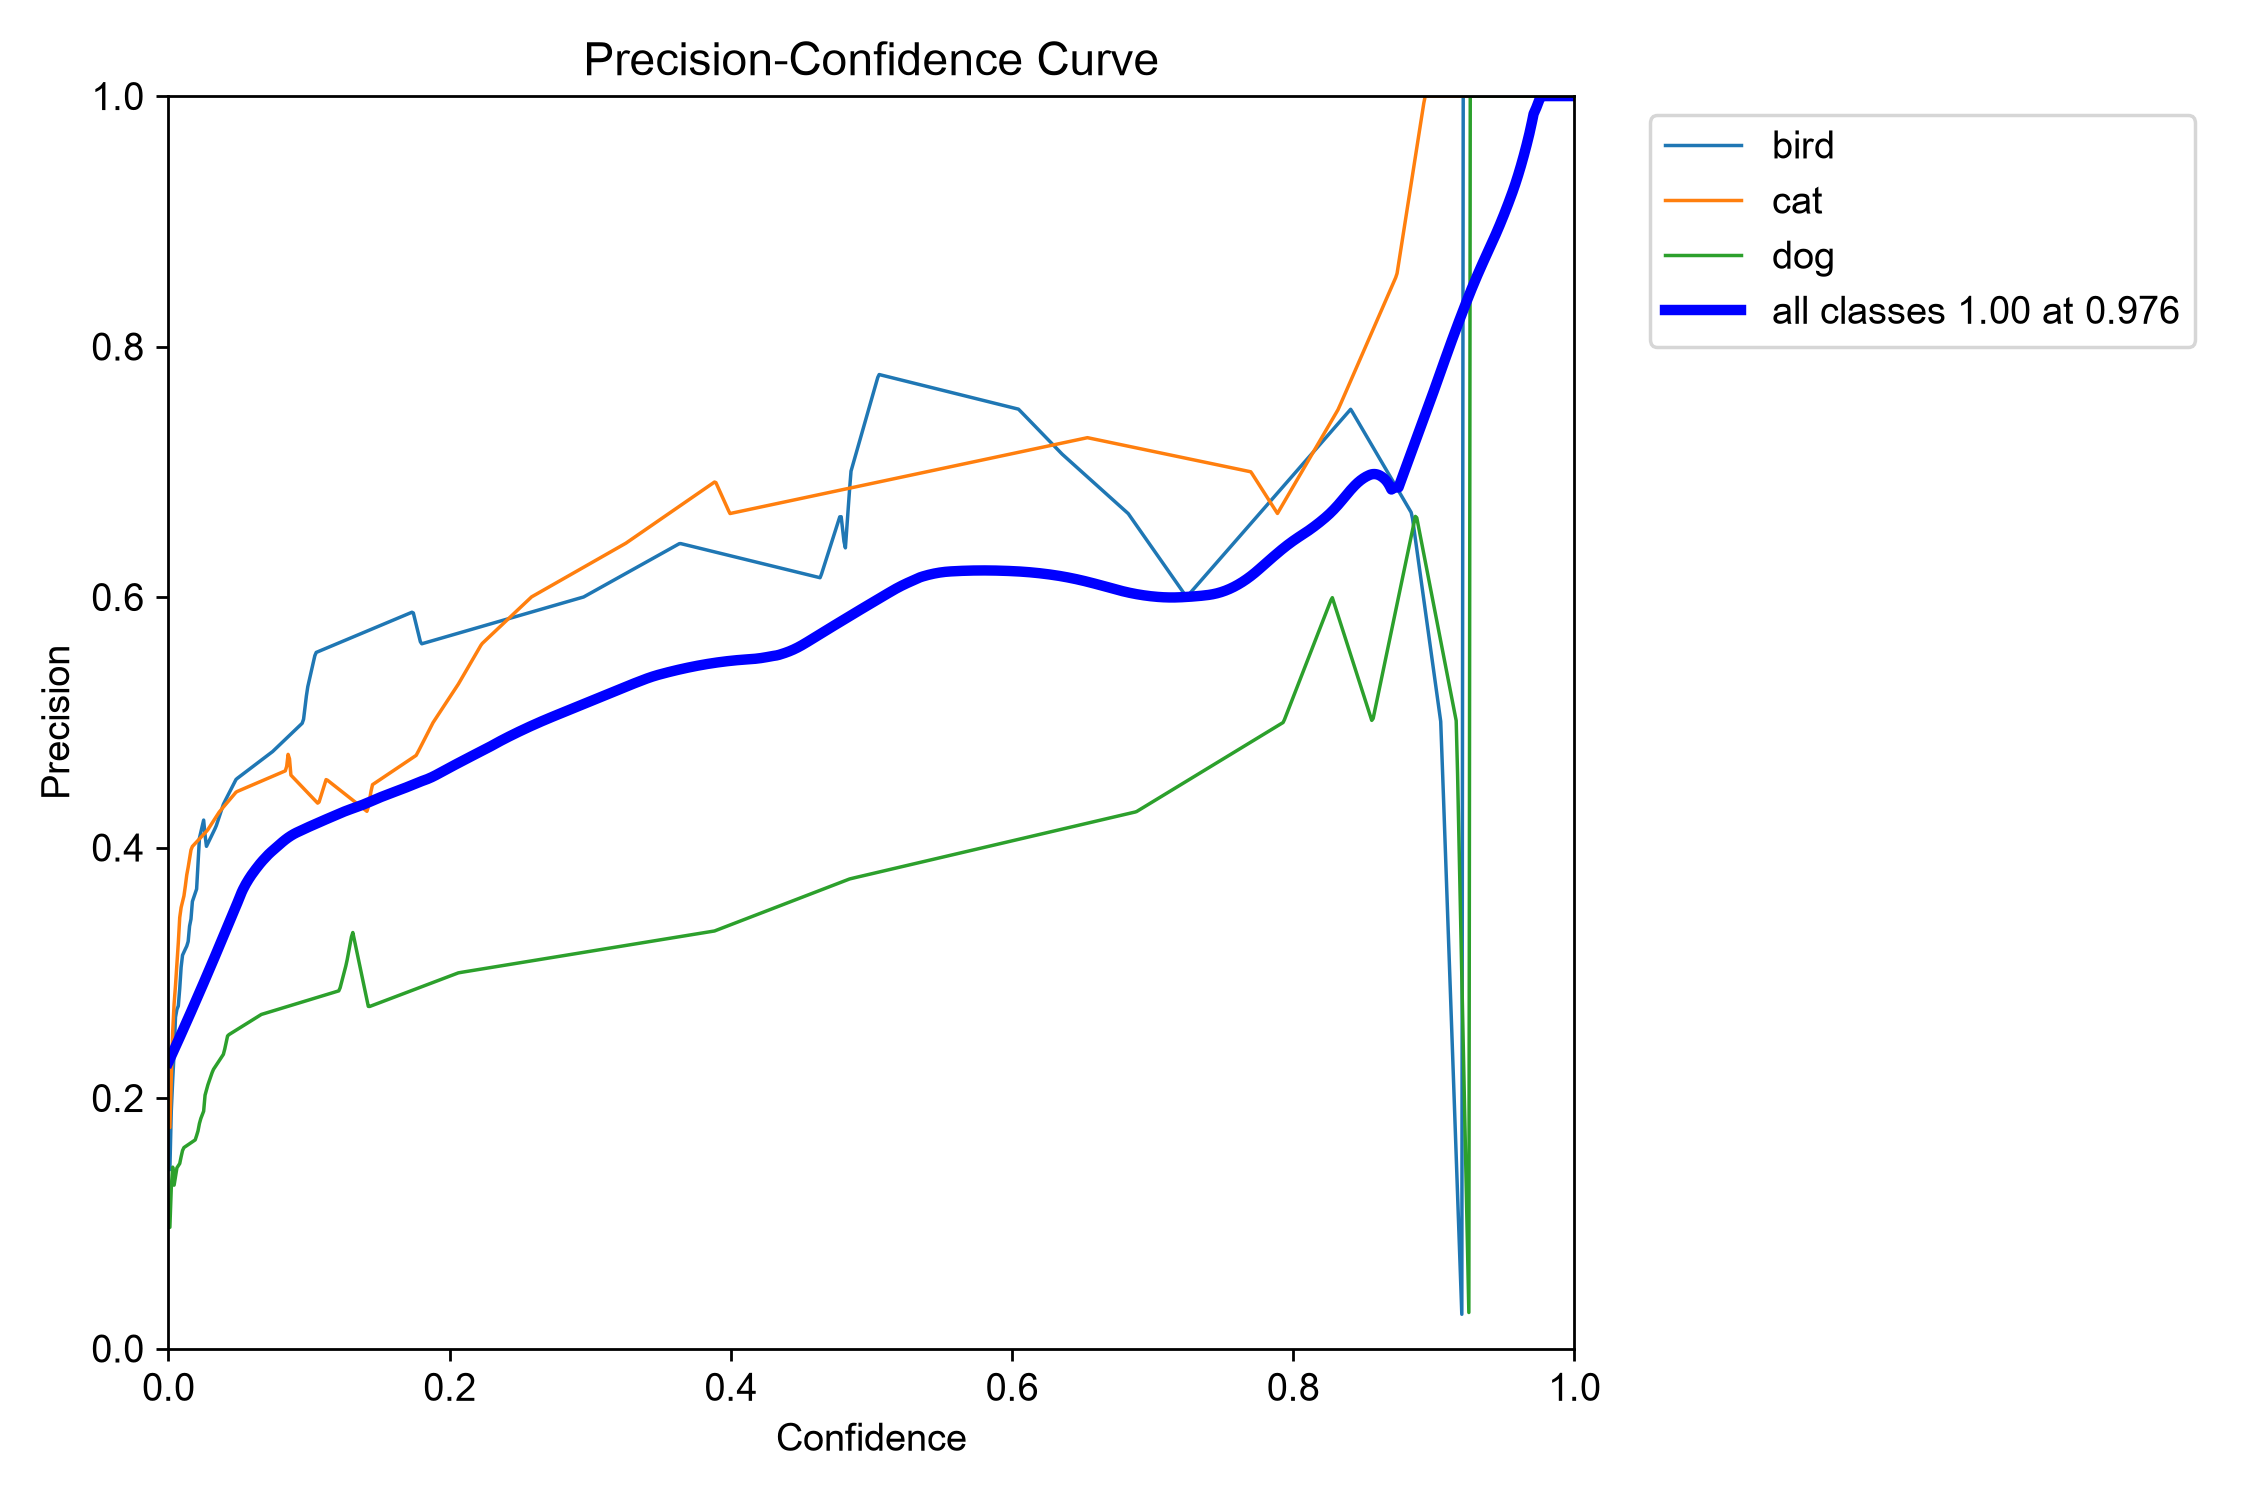 Precision-Confidence Curve
1.0
0.8
0.6
0.4
0.2
0.0
Precision
0.0 0.2 0.4 0.6 0.8 1.0
Confidence
bird
cat
dog
all classes 1.00 at 0.976